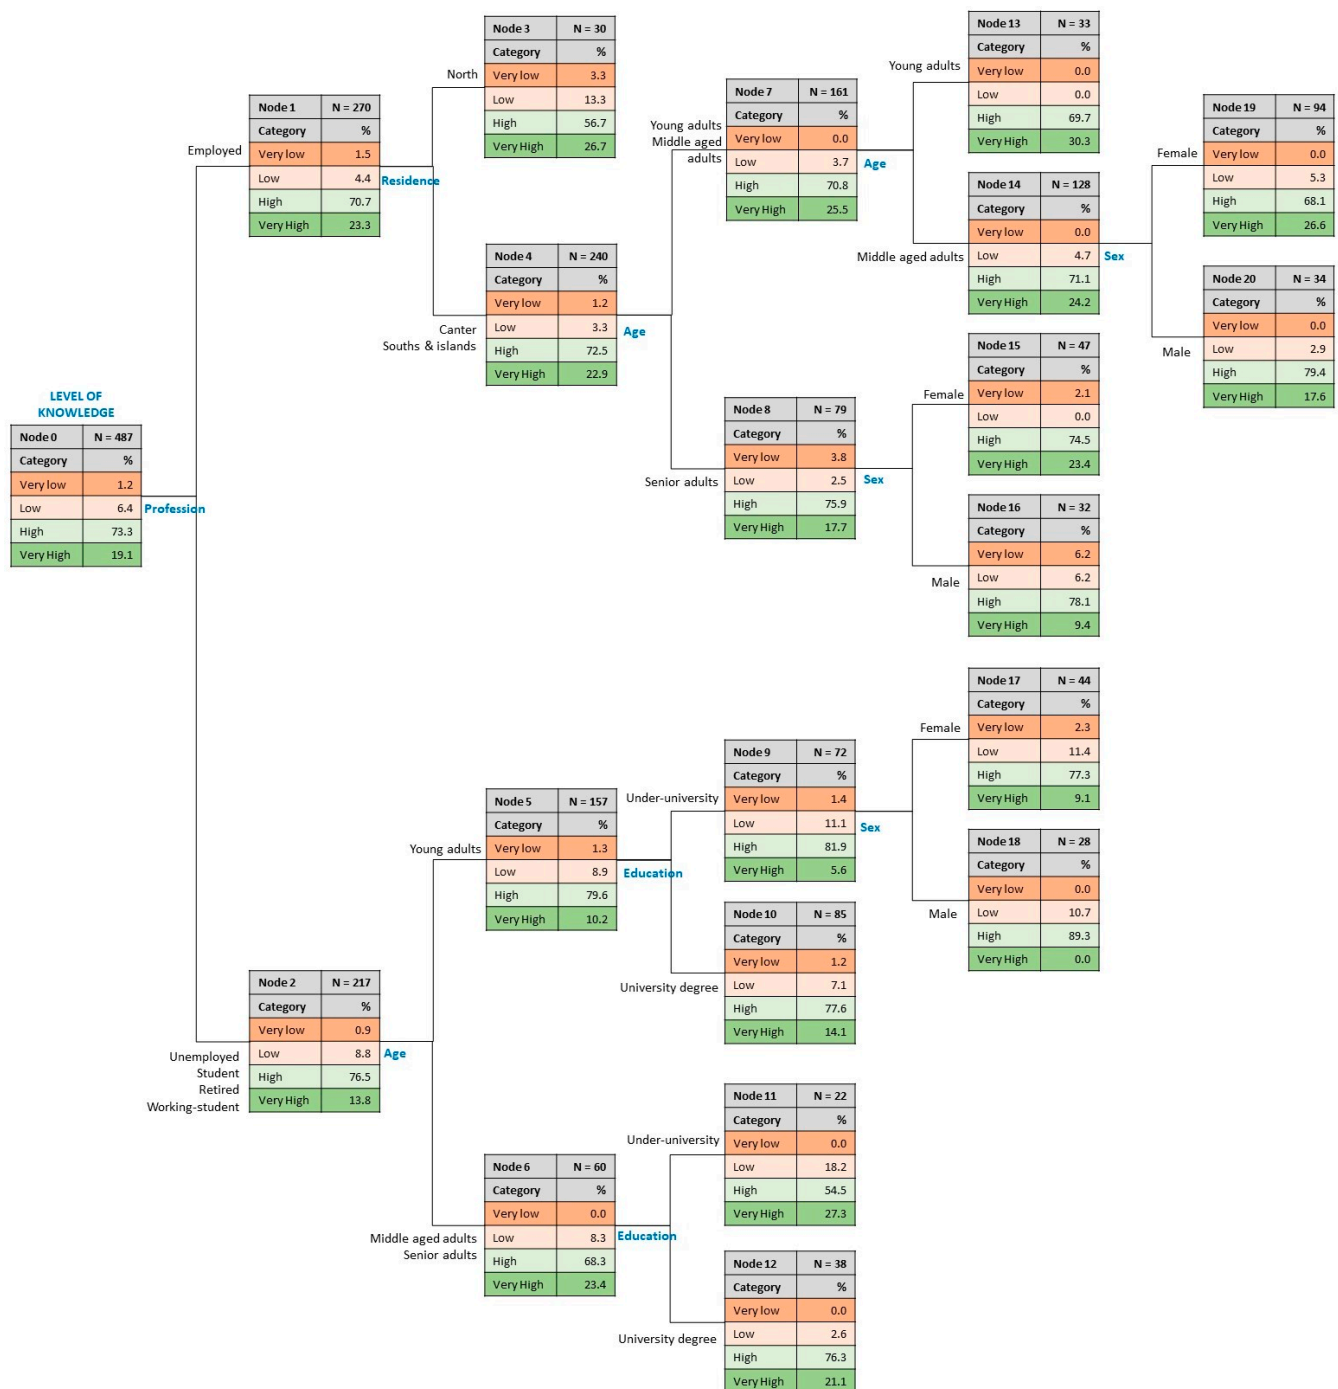 LEVEL OF
KNOWLEDGE
Node 0 N = 487
Category %
Very low 1.2
Low 6.4
High 73.3
Very High 19.1
Profession
Employed
Node 1 N = 270
Category %
Very low 1.5
Low 4.4
High 70.7
Very High 23.3
Residence
Unemployed
Student
Retired
Working-student
Node 2 N = 217
Category %
Very low 0.9
Low 8.8
High 76.5
Very High 13.8
Age
North
Node 3 N = 30
Category %
Very low 3.3
Low 13.3
High 56.7
Very High 26.7
Canter
Souths & islands
Node 4 N = 240
Category %
Very low 1.2
Low 3.3
High 72.5
Very High 22.9
Age
Young adults
Node 5 N = 157
Category %
Very low 1.3
Low 8.9
High 79.6
Very High 10.2
Education
Middle aged adults
Senior adults
Node 6 N = 60
Category %
Very low 0.0
Low 8.3
High 68.3
Very High 23.4
Education
Young adults
Middle aged
adults
Node 7 N = 161
Category %
Very low 0.0
Low 3.7
High 70.8
Very High 25.5
Age
Senior adults
Node 8 N = 79
Category %
Very low 3.8
Low 2.5
High 75.9
Very High 17.7
Sex
Under-university
Node 9 N = 72
Category %
Very low 1.4
Low 11.1
High 81.9
Very High 5.6
Sex
University degree
Node 10 N = 85
Category %
Very low 1.2
Low 7.1
High 77.6
Very High 14.1
Under-university
Node 11 N = 22
Category %
Very low 0.0
Low 18.2
High 54.5
Very High 27.3
University degree
Node 12 N = 38
Category %
Very low 0.0
Low 2.6
High 76.3
Very High 21.1
Young adults
Node 13 N = 33
Category %
Very low 0.0
Low 0.0
High 69.7
Very High 30.3
Middle aged adults
Node 14 N = 128
Category %
Very low 0.0
Low 4.7
High 71.1
Very High 24.2
Sex
Female
Node 15 N = 47
Category %
Very low 2.1
Low 0.0
High 74.5
Very High 23.4
Male
Node 16 N = 32
Category %
Very low 6.2
Low 6.2
High 78.1
Very High 9.4
Female
Node 17 N = 44
Category %
Very low 2.3
Low 11.4
High 77.3
Very High 9.1
Male
Node 18 N = 28
Category %
Very low 0.0
Low 10.7
High 89.3
Very High 0.0
Female
Node 19 N = 94
Category %
Very low 0.0
Low 5.3
High 68.1
Very High 26.6
Male
Node 20 N = 34
Category %
Very low 0.0
Low 2.9
High 79.4
Very High 17.6